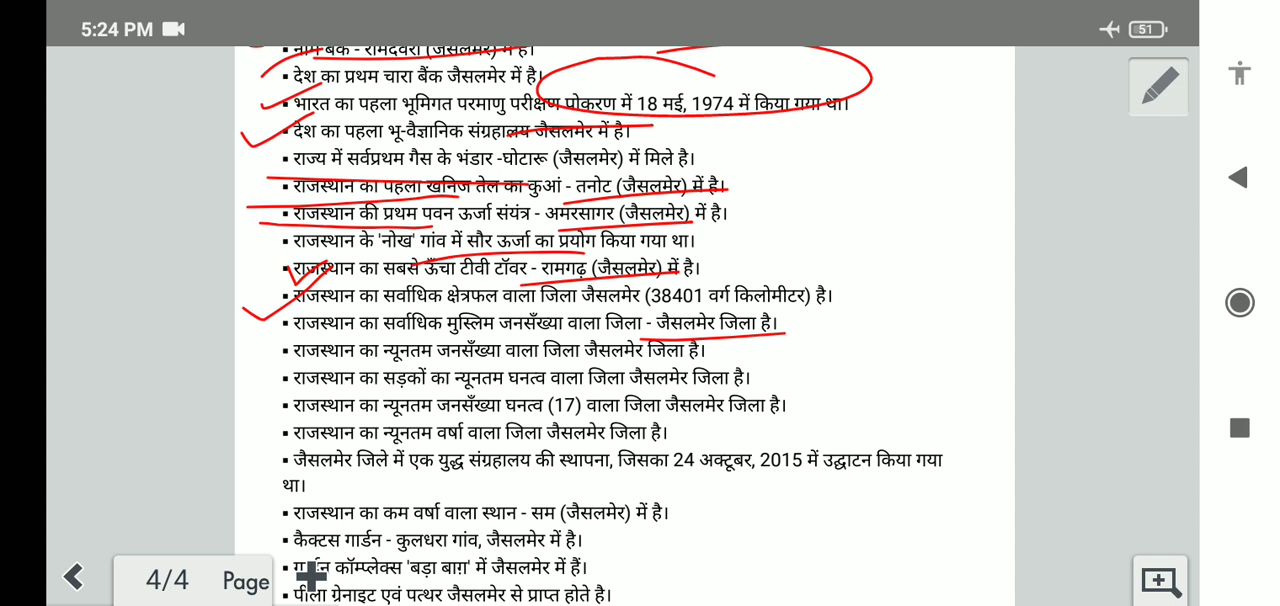 5:24 PM
51
नाम बैंक - रामदेवरा (जैसलमेर) में है।
▪ देश का प्रथम चारा बैंक जैसलमेर में है।
▪ भारत का पहला भूमिगत परमाणु परीक्षण पोकरण में 18 मई, 1974 में किया गया था।
▪ देश का पहला भू-वैज्ञानिक संग्रहालय जैसलमेर में है।
▪ राज्य में सर्वप्रथम गैस के भंडार -घोटारू (जैसलमेर) में मिले है।
▪ राजस्थान का पहला खनिज तेल का कुआं - तनोट (जैसलमेर) में है।
▪ राजस्थान की प्रथम पवन ऊर्जा संयंत्र - अमरसागर (जैसलमेर) में है।
▪ राजस्थान के 'नोख' गांव में सौर ऊर्जा का प्रयोग किया गया था।
▪ राजस्थान का सबसे ऊँचा टीवी टॉवर - रामगढ़ (जैसलमेर) में है।
▪ राजस्थान का सर्वाधिक क्षेत्रफल वाला जिला जैसलमेर (38401 वर्ग किलोमीटर) है।
▪ राजस्थान का सर्वाधिक मुस्लिम जनसँख्या वाला जिला - जैसलमेर जिला है।
▪ राजस्थान का न्यूनतम जनसँख्या वाला जिला जैसलमेर जिला है।
▪ राजस्थान का सड़कों का न्यूनतम घनत्व वाला जिला जैसलमेर जिला है।
▪ राजस्थान का न्यूनतम जनसँख्या घनत्व (17) वाला जिला जैसलमेर जिला है।
▪ राजस्थान का न्यूनतम वर्षा वाला जिला जैसलमेर जिला है।
▪ जैसलमेर जिले में एक युद्ध संग्रहालय की स्थापना, जिसका 24 अक्टूबर, 2015 में उद्घाटन किया गया
था।
▪ राजस्थान का कम वर्षा वाला स्थान - सम (जैसलमेर) में है।
▪ कैक्टस गार्डन - कुलधरा गांव, जैसलमेर में है।
▪ गार्डन कॉम्प्लेक्स 'बड़ा बाग़' में जैसलमेर में हैं।
▪ पीला ग्रेनाइट एवं पत्थर जैसलमेर से प्राप्त होते है।
4/4 Page